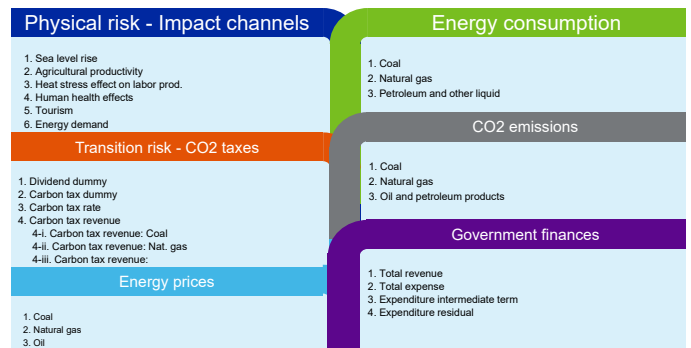 Physical risk - Impact channels
1. Sea level rise
2. Agricultural productivity
3. Heat stress effect on labor prod.
4. Human health effects
5. Tourism
6. Energy demand
Transition risk - CO2 taxes
1. Dividend dummy
2. Carbon tax dummy
3. Carbon tax rate
4. Carbon tax revenue
4-i. Carbon tax revenue: Coal
4-ii. Carbon tax revenue: Nat. gas
4-iii. Carbon tax revenue:
Energy prices
1. Coal
2. Natural gas
3. Oil
Energy consumption
1. Coal
2. Natural gas
3. Petroleum and other liquid
CO2 emissions
1. Coal
2. Natural gas
3. Oil and petroleum products
Government finances
1. Total revenue
2. Total expense
3. Expenditure intermediate term
4. Expenditure residual